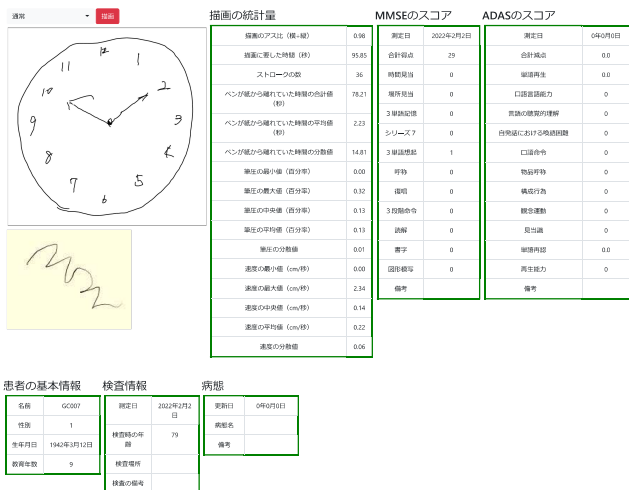 通常
描画
12
1
11
2
10
1
9
3
8
7
5
6
描画の統計量
描画のアス比（横÷縦） 0.98
描画に要した時間（秒） 95.85
ストロークの数 36
ペンが紙から離れていた時間の合計値（秒） 78.21
ペンが紙から離れていた時間の平均値（秒） 2.23
ペンが紙から離れていた時間の分散値 14.81
筆圧の最小値（百分率） 0.00
筆圧の最大値（百分率） 0.32
筆圧の中央値（百分率） 0.13
筆圧の平均値（百分率） 0.13
筆圧の分散値 0.01
速度の最小値（cm/秒） 0.00
速度の最大値（cm/秒） 2.34
速度の中央値（cm/秒） 0.14
速度の平均値（cm/秒） 0.22
速度の分散値 0.06
MMSEのスコア
測定日 2022年2月2日
合計得点 29
時間見当 0
場所見当 0
３単語記憶 0
シリーズ７ 0
３単語想起 1
呼称 0
復唱 0
３段階命令 0
読解 0
書字 0
図形模写 0
備考
ADASのスコア
測定日 0年0月0日
合計減点 0.0
単語再生 0.0
口語言語能力 0
言語の聴覚的理解 0
自発話における喚語困難 0
口頭命令 0
物品呼称 0
構成行為 0
観念運動 0
見当識 0
単語再認 0.0
再生能力 0
備考
患者の基本情報
名前 GC007
性別 1
生年月日 1942年3月12日
教育年数 9
検査情報
測定日 2022年2月2日
検査時の年齢 79
検査場所
検査の備考
病態
更新日 0年0月0日
病態名
備考